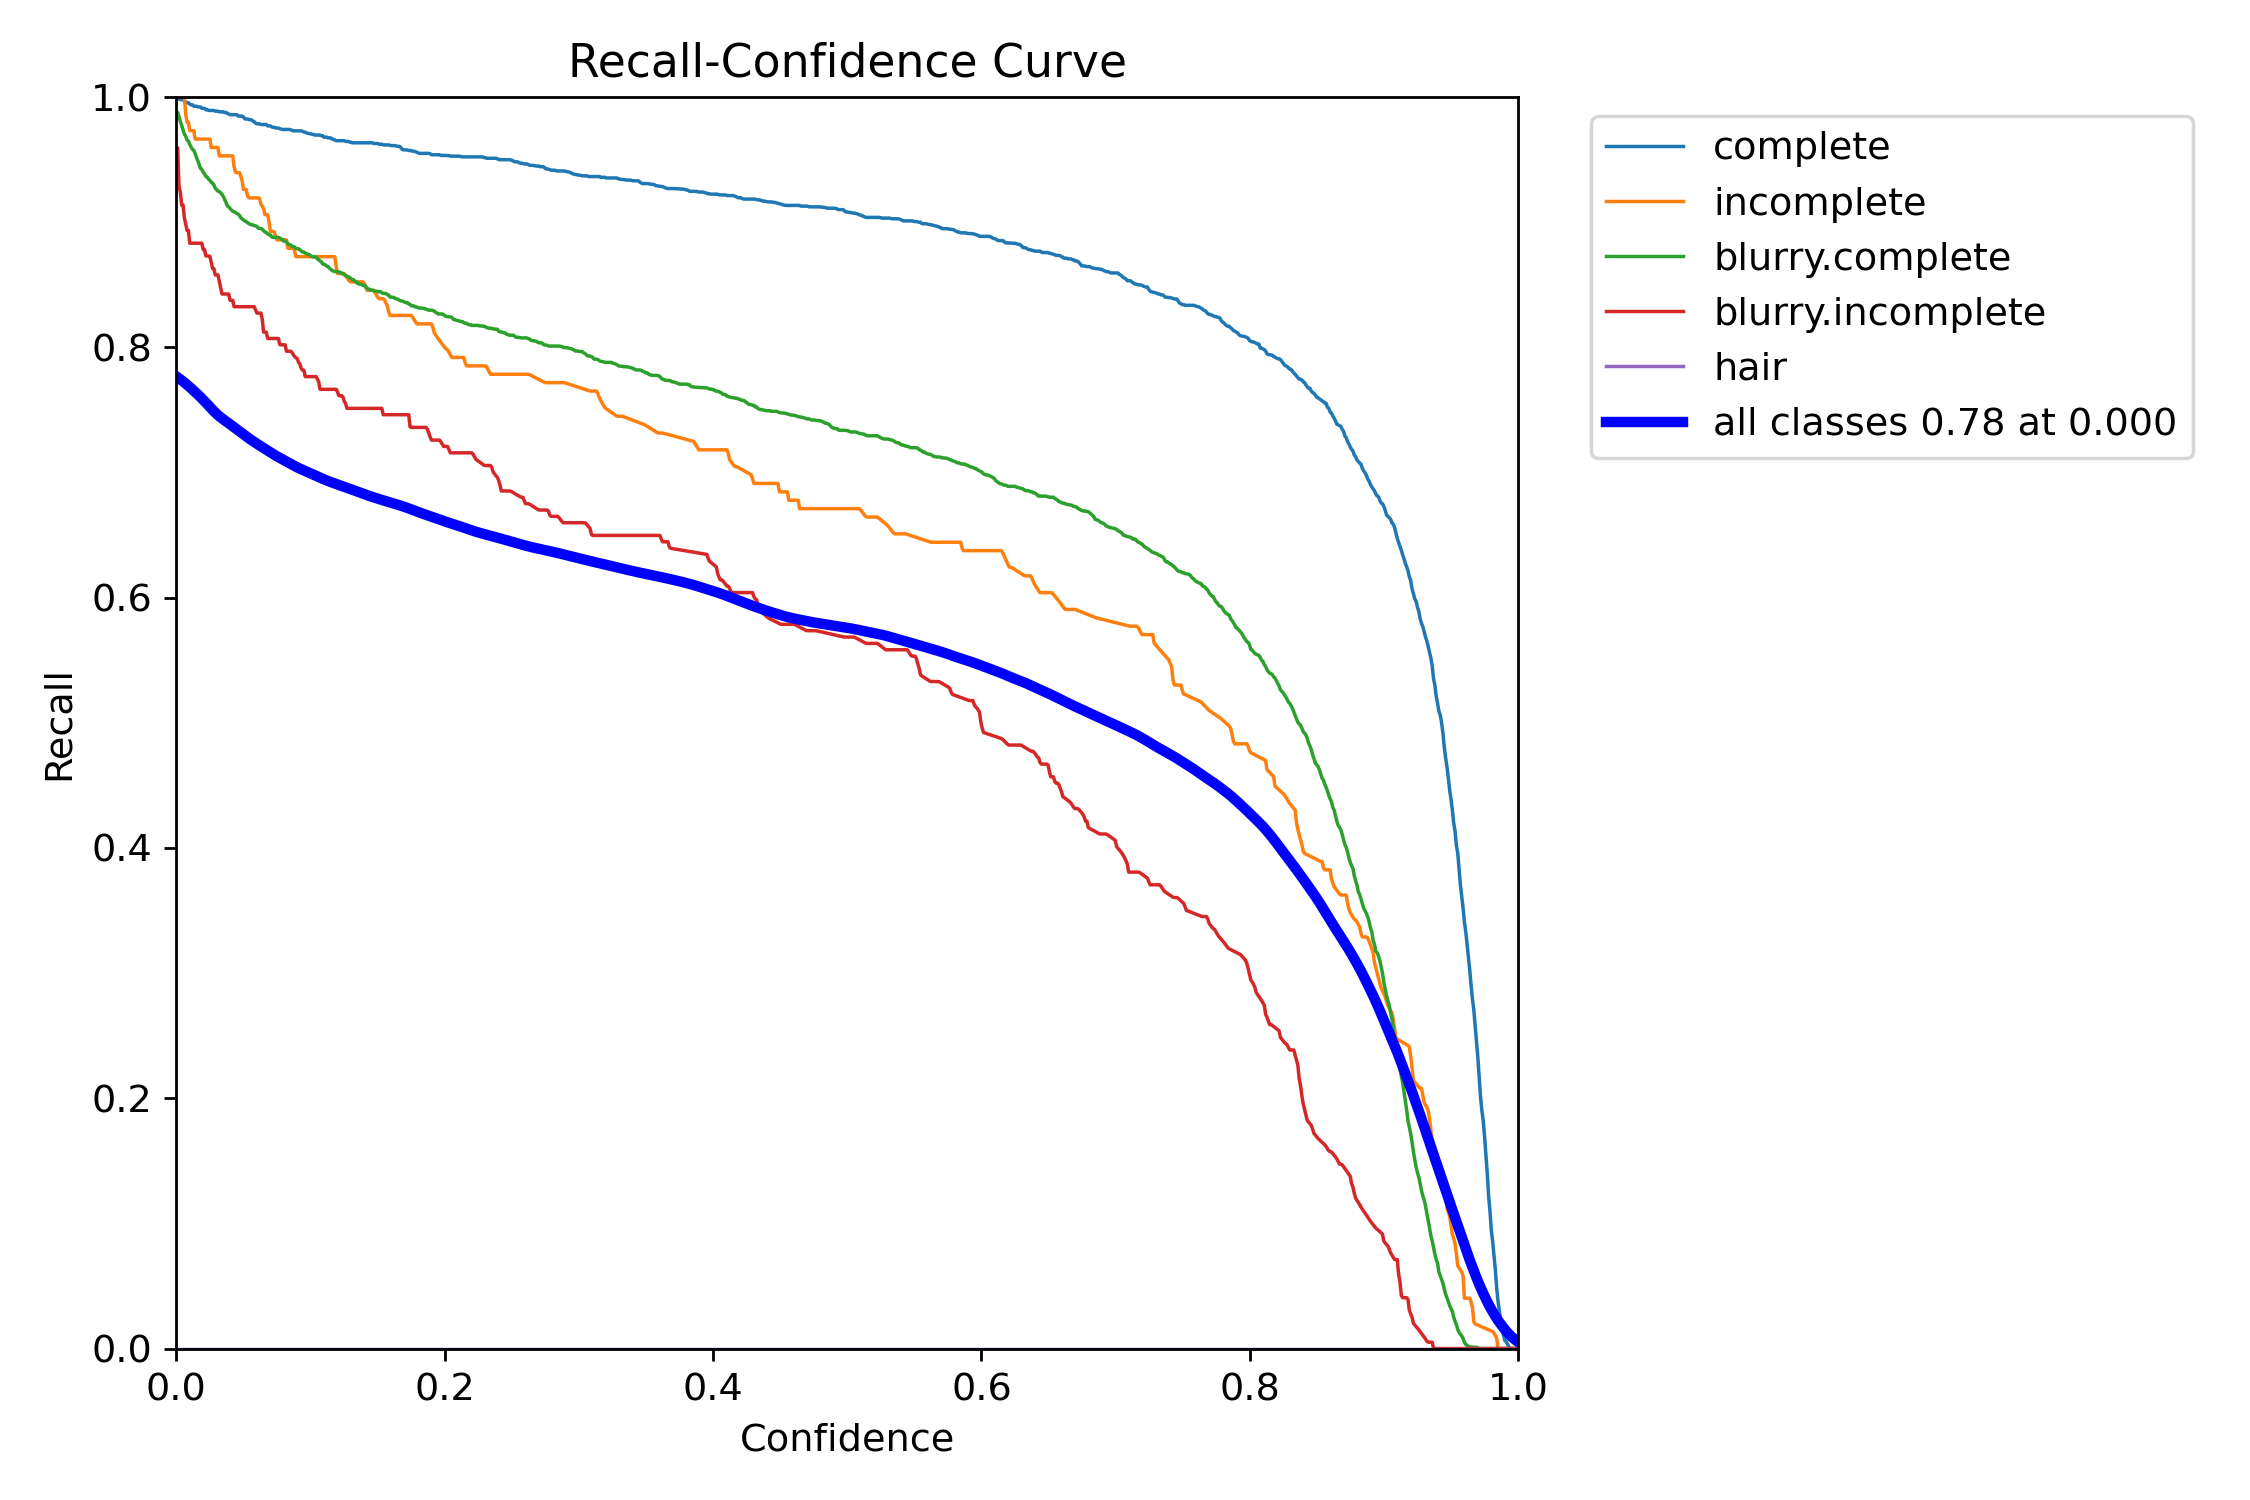 Recall-Confidence Curve
1.0
0.8
0.6
0.4
0.2
0.0
Recall
0.0 0.2 0.4 0.6 0.8 1.0
Confidence
complete
incomplete
blurry.complete
blurry.incomplete
hair
all classes 0.78 at 0.000